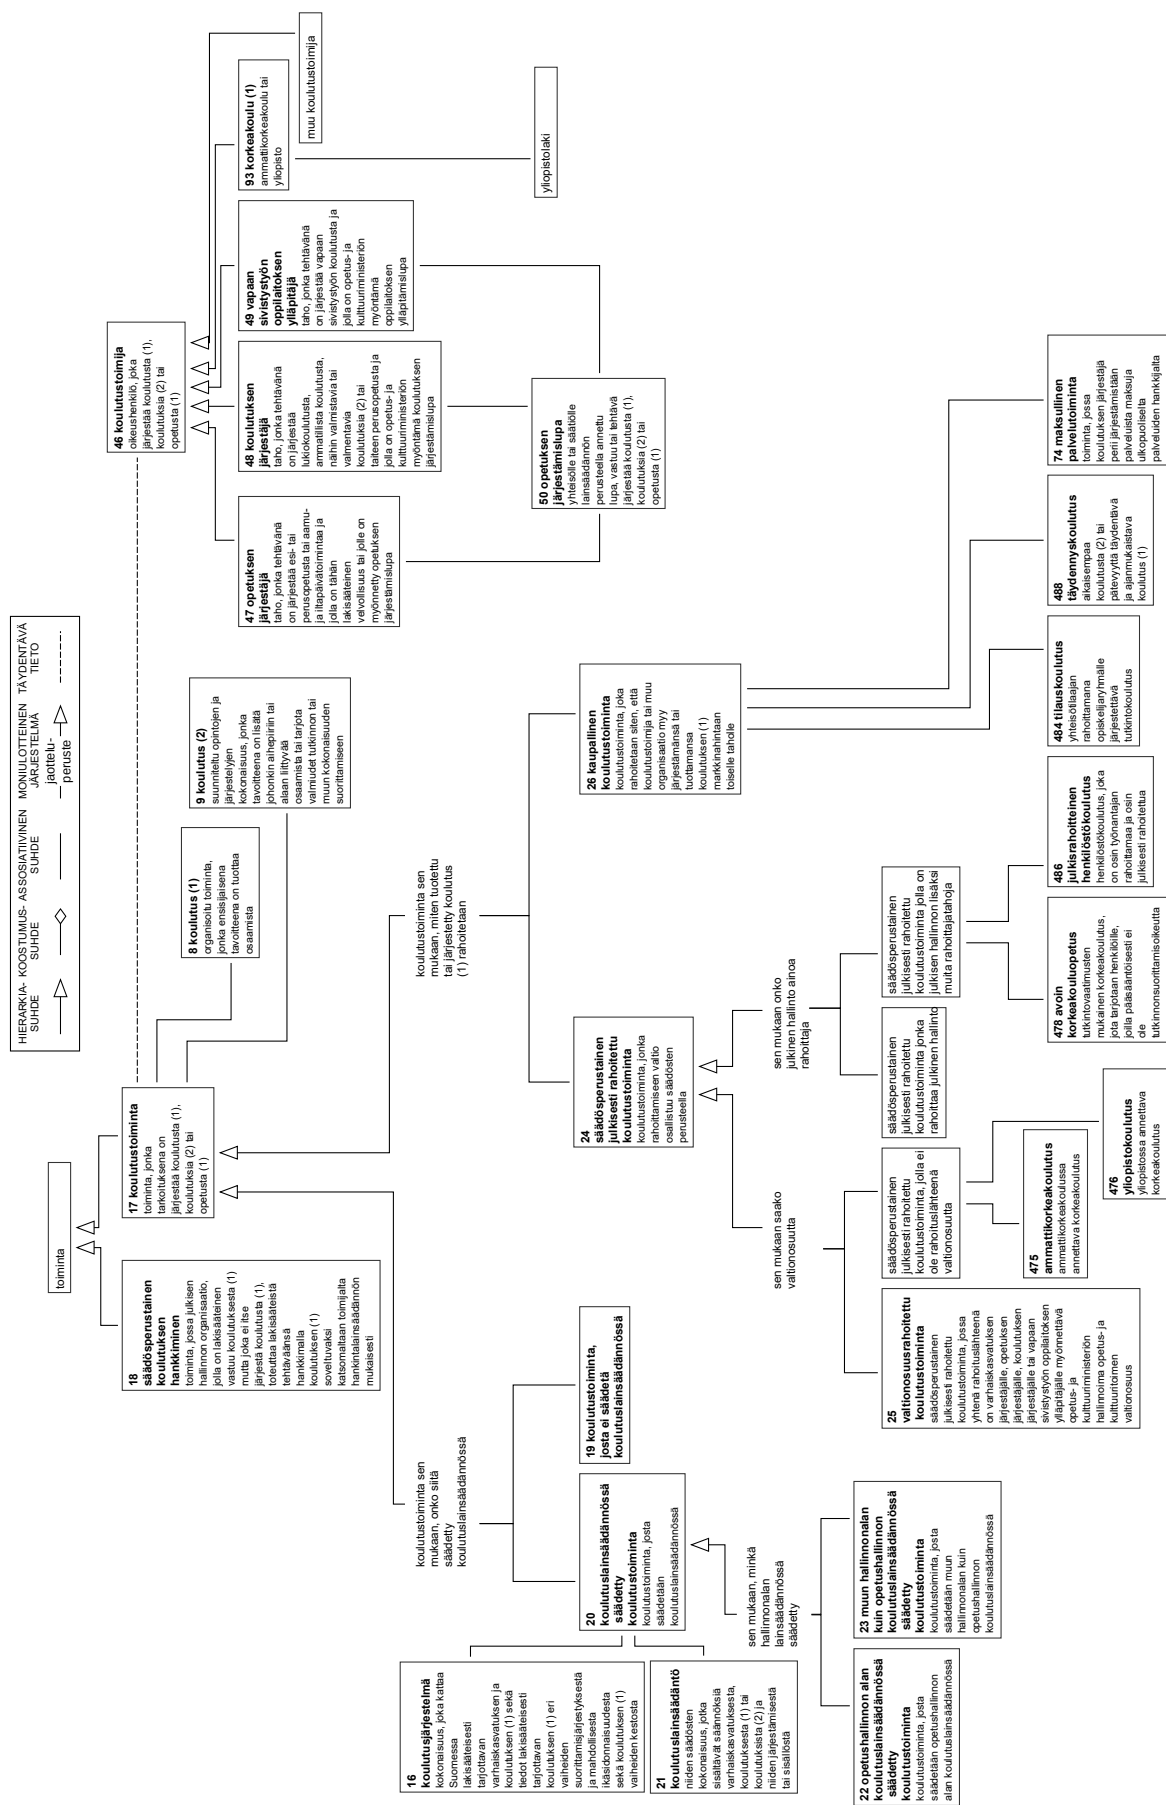 HIERARKIA-
SUHDE
KOOSTUMUS-
SUHDE
ASSOSIATIIVINEN
SUHDE
MONIULOTTEINEN
JÄRJESTELMÄ
jaottelu-
peruste
TÄYDENTÄVÄ
TIETO
toiminta
18
säädösperustainen
koulutuksen
hankkiminen
toiminta, jossa julkisen
hallinnon organisaatio,
jolla on lakisääteinen
vastuu koulutuksesta (1)
mutta joka ei itse
järjestä koulutusta (1),
toteuttaa lakisääteistä
tehtäväänsä
hankkimalla
koulutuksen (1)
soveltuvaksi
katsomaltaan toimijalta
hankintalainsäädännön
mukaisesti
17 koulutustoiminta
toiminta, jonka
tarkoituksena on
järjestää koulutusta (1),
koulutuksia (2) tai
opetusta (1)
46 koulutustoimija
oikeushenkilö, joka
järjestää koulutusta (1),
koulutuksia (2) tai
opetusta (1)
8 koulutus (1)
organisoitu toiminta,
jonka ensisijaisena
tavoitteena on tuottaa
osaamista
9 koulutus (2)
suunniteltu opintojen ja
järjestelyjen
kokonaisuus, jonka
tavoitteena on lisätä
johonkin aihepiiriin tai
alaan liittyvää
osaamista tai tarjota
valmiudet tutkinnon tai
muun kokonaisuuden
suorittamiseen
47 opetuksen
järjestäjä
taho, jonka tehtävänä
on järjestää esi- tai
perusopetusta tai aamu-
ja iltapäivätoimintaa ja
jolla on tähän
lakisääteinen
velvollisuus tai jolle on
myönnetty opetuksen
järjestämislupa
48 koulutuksen
järjestäjä
taho, jonka tehtävänä
on järjestää
lukiokoulutusta,
ammatillista koulutusta,
näihin valmistavia tai
valmentavia
koulutuksia (2) tai
taiteen perusopetusta ja
jolla on opetus- ja
kulttuuriministeriön
myöntämä koulutuksen
järjestämislupa
49 vapaan
sivistystyön
oppilaitoksen
ylläpitäjä
taho, jonka tehtävänä
on järjestää vapaan
sivistystyön koulutusta ja
jolla on opetus- ja
kulttuuriministeriön
myöntämä
oppilaitoksen
ylläpitämislupa
93 korkeakoulu (1)
ammattikorkeakoulu tai
yliopisto
muu koulutustoimija
koulutustoiminta sen
mukaan, onko siitä
säädetty
koulutuslainsäädännössä
koulutustoiminta sen
mukaan, miten tuotettu
tai järjestetty koulutus
(1) rahoitetaan
50 opetuksen
järjestämislupa
yhteisölle tai säätiölle
lainsäädännön
perusteella annettu
lupa, vastuu tai tehtävä
järjestää koulutusta (1),
koulutuksia (2) tai
opetusta (1)
yliopistolaki
16
koulutusjärjestelmä
kokonaisuus, joka kattaa
Suomessa
lakisääteisesti
tarjottavan
varhaiskasvatuksen ja
koulutuksen (1) sekä
tiedot lakisääteisesti
tarjottavan
koulutuksen (1) eri
vaiheiden
suorittamisjärjestyksestä
ja mahdollisesta
ikäsidonnaisuudesta
sekä koulutuksen (1)
vaiheiden kestosta
20
koulutuslainsäädännössä
säädetty
koulutustoiminta
koulutustoiminta, josta
säädetään
koulutuslainsäädännössä
19 koulutustoiminta,
josta ei säädetä
koulutuslainsäädännössä
24
säädösperustainen
julkisesti rahoitettu
koulutustoiminta
koulutustoiminta, jonka
rahoittamiseen valtio
osallistuu säädösten
perusteella
26 kaupallinen
koulutustoiminta
koulutustoiminta, joka
rahoitetaan siten, että
koulutustoimija tai muu
organisaatio myy
järjestämänsä tai
tuottamansa
koulutuksen (1)
markkinahintaan
toiselle taholle
21
koulutuslainsäädäntö
niiden säädösten
kokonaisuus, jotka
sisältävät säännöksiä
varhaiskasvatuksesta,
koulutuksesta (1) tai
koulutuksista (2) ja
niiden järjestämisestä
tai sisällöstä
sen mukaan, minkä
hallinnonalan
lainsäädännössä
säädetty
sen mukaan saako
valtionosuutta
sen mukaan onko
julkinen hallinto ainoa
rahoittaja
22 opetushallinnon alan
koulutuslainsäädännössä
säädetty
koulutustoiminta
koulutustoiminta, josta
säädetään opetushallinnon
alan koulutuslainsäädännössä
23 muun hallinnonalan
kuin opetushallinnon
koulutuslainsäädännössä
säädetty
koulutustoiminta
koulutustoiminta, josta
säädetään muun
hallinnonalan kuin
opetushallinnon
koulutuslainsäädännössä
25
valtionosuusrahoitettu
koulutustoiminta
säädösperustainen
julkisesti rahoitettu
koulutustoiminta, jossa
yhtenä rahoituslähteenä
on varhaiskasvatuksen
järjestäjälle, opetuksen
järjestäjälle, koulutuksen
järjestäjälle tai vapaan
sivistystyön oppilaitoksen
ylläpitäjälle myönnettävä
opetus- ja
kulttuuriministeriön
hallinnoima opetus- ja
kulttuuritoimen
valtionosuus
säädösperustainen
julkisesti rahoitettu
koulutustoiminta, jolla ei
ole rahoituslähteenä
valtionosuutta
säädösperustainen
julkisesti rahoitettu
koulutustoiminta jonka
rahoittaa julkinen hallinto
säädösperustainen
julkisesti rahoitettu
koulutustoiminta jolla on
julkisen hallinnon lisäksi
muita rahoittajatahoja
475
ammattikorkeakoulutus
ammattikorkeakoulussa
annettava korkeakoulutus
476
yliopistokoulutus
yliopistossa annettava
korkeakoulutus
478 avoin
korkeakouluopetus
tutkintovaatimusten
mukainen korkeakoulutus,
jota tarjotaan henkilöille,
joilla pääsääntöisesti ei
ole
tutkinnonsuorittamisoikeutta
486
julkisrahoitteinen
henkilöstökoulutus
henkilöstökoulutus, joka
on osin työnantajan
rahoittamaa ja osin
julkisesti rahoitettua
484 tilauskoulutus
yhteisötilaajan
rahoittamana
opiskelijaryhmälle
järjestettävä
tutkintokoulutus
488
täydennyskoulutus
aikaisempaa
koulutusta (2) tai
pätevyyttä täydentävä
ja ajanmukaistava
koulutus (1)
74 maksullinen
palvelutoiminta
toiminta, jossa
koulutuksen järjestäjä
perii järjestämistään
palveluista maksuja
ulkopuoliselta
palveluiden hankkijalta